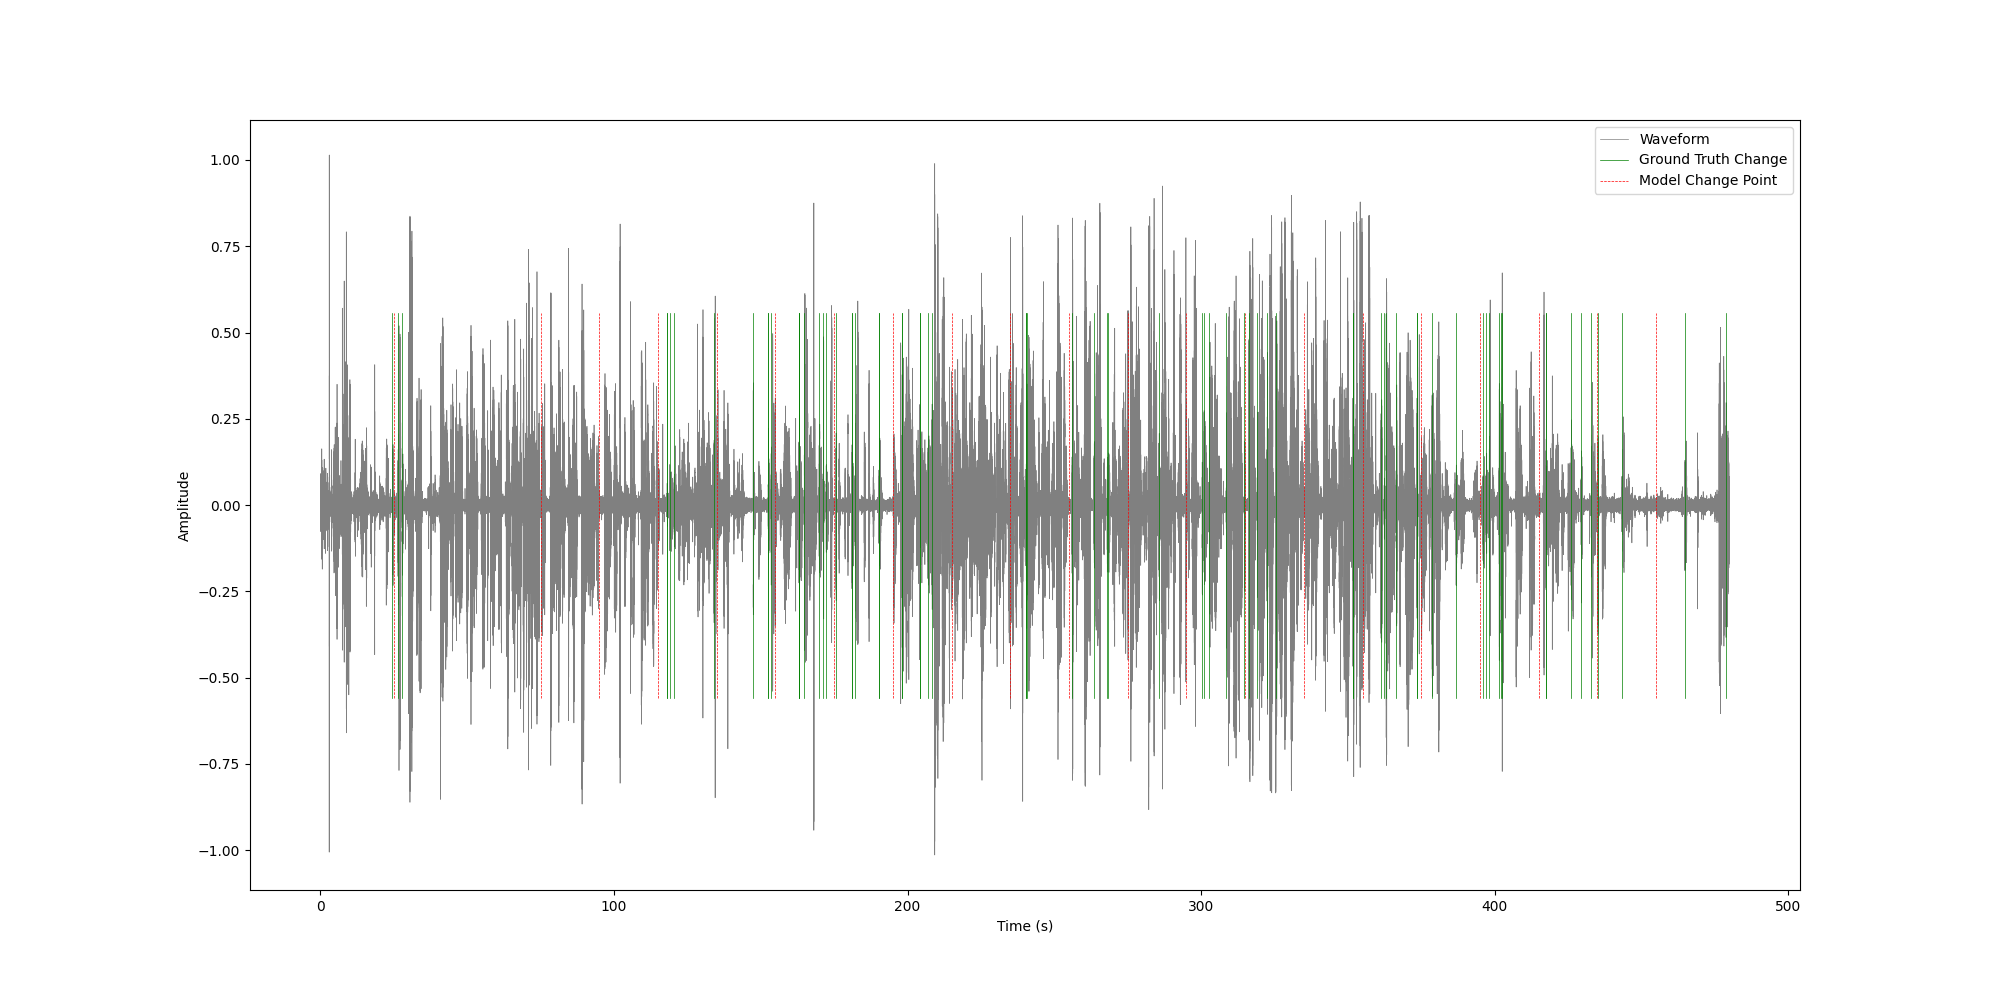 Waveform
Ground Truth Change
Model Change Point
1.00
0.75
0.50
0.25
0.00
−0.25
−0.50
−0.75
−1.00
Amplitude
0 100 200 300 400 500
Time (s)